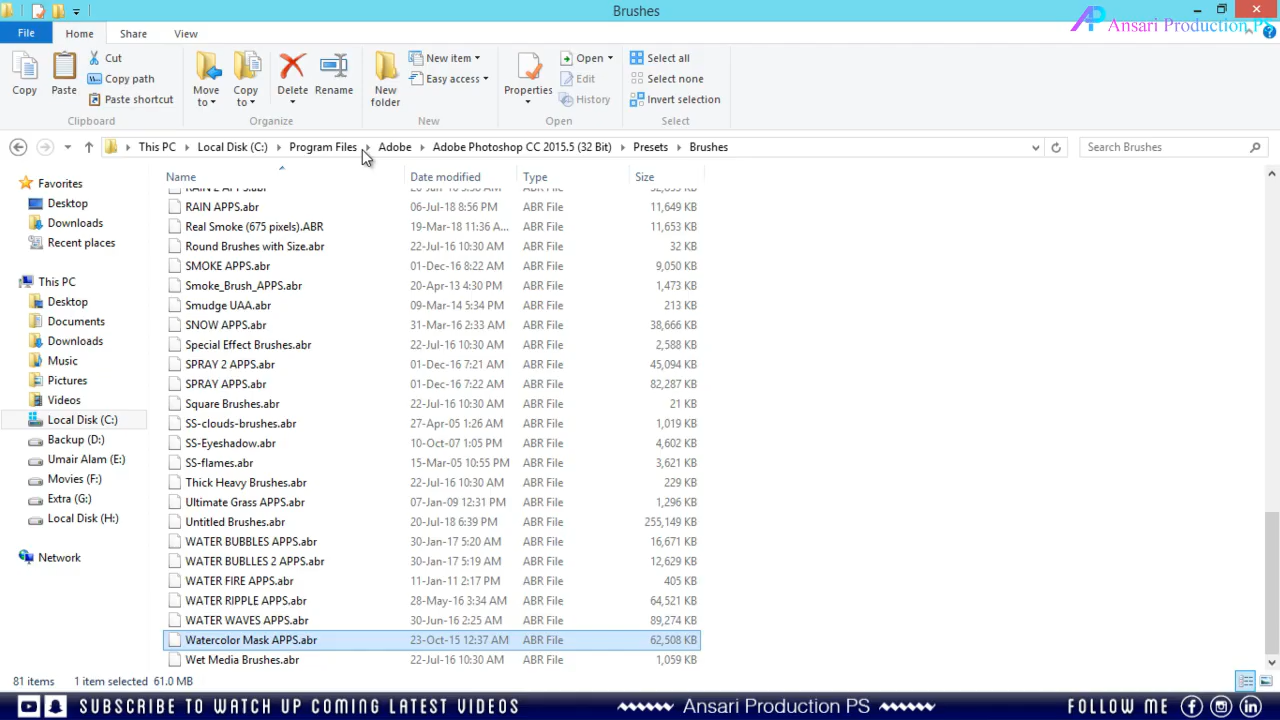 Brushes
AP Ansari Production PS
File Home Share View
Copy
Paste
Cut
Copy path
Paste shortcut
Clipboard
Move to
Copy to
Delete
Rename
Organize
New folder
New item
Easy access
New
Properties
Open
Edit
History
Open
Select all
Select none
Invert selection
Select
This PC Local Disk (C:) Program Files Adobe Adobe Photoshop CC 2015.5 (32 Bit) Presets Brushes
Search Brushes
Favorites
Desktop
Downloads
Recent places
This PC
Desktop
Documents
Downloads
Music
Pictures
Videos
Local Disk (C:)
Backup (D:)
Umair Alam (E:)
Movies (F:)
Extra (G:)
Local Disk (H:)
Network
Name Date modified Type Size
RAIN APPS.abr 06-Jul-18 8:56 PM ABR File 11,649 KB
Real Smoke (675 pixels).ABR 19-Mar-18 11:36 A... ABR File 11,653 KB
Round Brushes with Size.abr 22-Jul-16 10:30 AM ABR File 32 KB
SMOKE APPS.abr 01-Dec-16 8:22 AM ABR File 9,050 KB
Smoke_Brush_APPS.abr 20-Apr-13 4:30 PM ABR File 1,473 KB
Smudge UAA.abr 09-Mar-14 5:34 PM ABR File 213 KB
SNOW APPS.abr 31-Mar-16 2:33 AM ABR File 38,666 KB
Special Effect Brushes.abr 22-Jul-16 10:30 AM ABR File 2,588 KB
SPRAY 2 APPS.abr 01-Dec-16 7:21 AM ABR File 45,094 KB
SPRAY APPS.abr 01-Dec-16 7:22 AM ABR File 82,287 KB
Square Brushes.abr 22-Jul-16 10:30 AM ABR File 21 KB
SS-clouds-brushes.abr 27-Apr-05 1:26 AM ABR File 1,019 KB
SS-Eyeshadow.abr 10-Oct-07 1:05 PM ABR File 4,602 KB
SS-flames.abr 15-Mar-05 10:55 PM ABR File 3,621 KB
Thick Heavy Brushes.abr 22-Jul-16 10:30 AM ABR File 229 KB
Ultimate Grass APPS.abr 07-Jan-09 12:31 PM ABR File 1,296 KB
Untitled Brushes.abr 20-Jul-18 6:39 PM ABR File 255,149 KB
WATER BUBBLES APPS.abr 30-Jan-17 5:20 AM ABR File 16,671 KB
WATER BUBLLES 2 APPS.abr 30-Jan-17 5:19 AM ABR File 12,629 KB
WATER FIRE APPS.abr 11-Jan-11 2:17 PM ABR File 405 KB
WATER RIPPLE APPS.abr 28-May-16 3:34 AM ABR File 64,521 KB
WATER WAVES APPS.abr 30-Jun-16 2:25 AM ABR File 89,274 KB
Watercolor Mask APPS.abr 23-Oct-15 12:37 AM ABR File 62,508 KB
Wet Media Brushes.abr 22-Jul-16 10:30 AM ABR File 1,059 KB
81 items 1 item selected 61.0 MB
SUBSCRIBE TO WATCH UP COMING LATEST VIDEOS Ansari Production PS FOLLOW ME